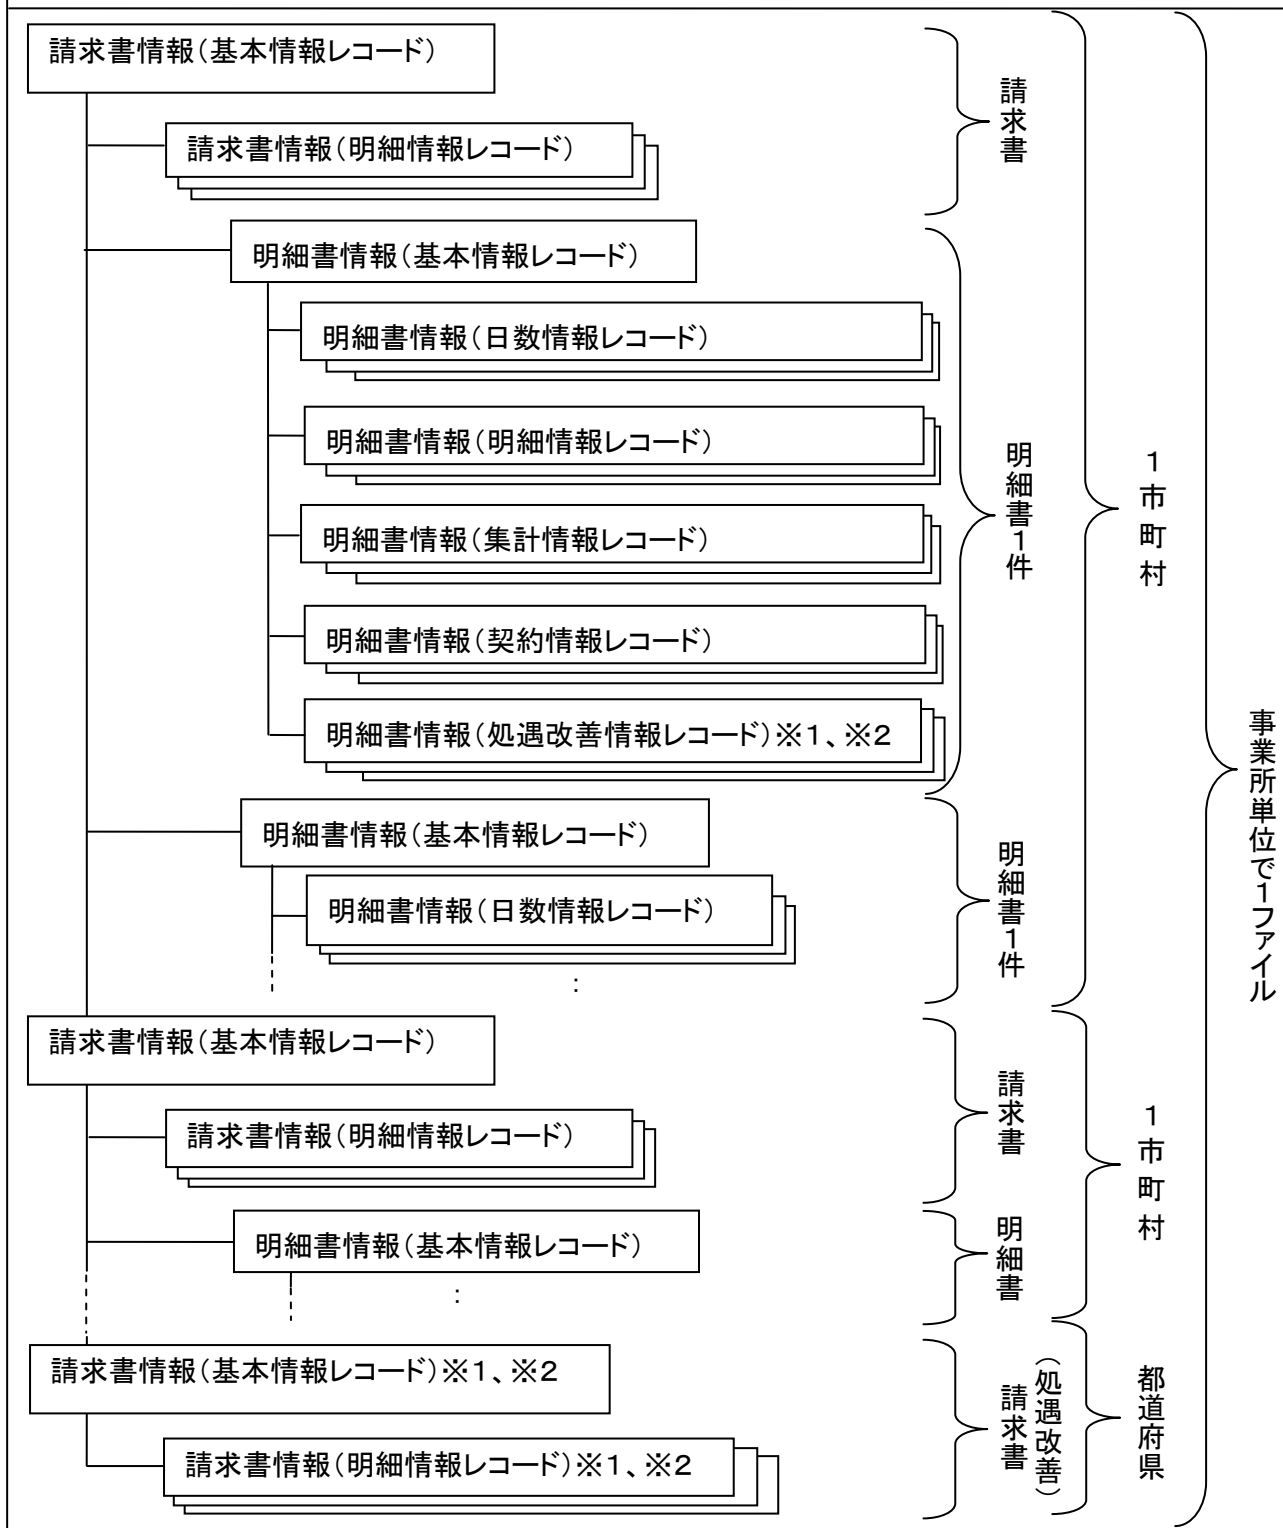 請求書情報(基本情報レコード)
請求書情報(明細情報レコード)
請求書
明細書情報(基本情報レコード)
明細書情報(日数情報レコード)
明細書情報(明細情報レコード)
明細書情報(集計情報レコード)
明細書情報(契約情報レコード)
明細書情報(処遇改善情報レコード)※1、※2
明細書1件
明細書情報(基本情報レコード)
明細書情報(日数情報レコード)
:
明細書1件
1市町村
請求書情報(基本情報レコード)
請求書情報(明細情報レコード)
請求書
明細書情報(基本情報レコード)
:
明細書
1市町村
請求書情報(基本情報レコード)※1、※2
請求書情報(明細情報レコード)※1、※2
請求書
(処遇改善)
都道府県
事業所単位で1ファイル